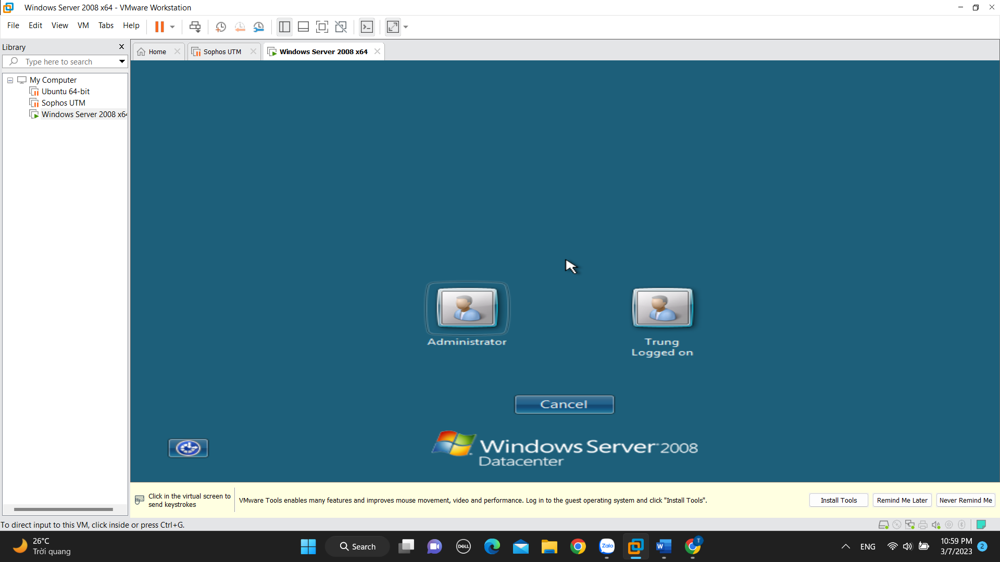 Windows Server 2008 x64 - VMware Workstation
File Edit View VM Tabs Help
Library
Home Sophos UTM Windows Server 2008 x64
Type here to search
My Computer
Ubuntu 64-bit
Sophos UTM
Windows Server 2008 x64
Administrator
Trung
Logged on
Cancel
Windows Server 2008
Datacenter
Click in the virtual screen to
send keystrokes
VMware Tools enables many features and improves mouse movement, video and performance. Log in to the guest operating system and click "Install Tools".
Install Tools
Remind Me Later
Never Remind Me
To direct input to this VM, click inside or press Ctrl+G.
26°C
Trời quang
Search
DELL
Zalo
W
T
ENG
10:59 PM
3/7/2023
2